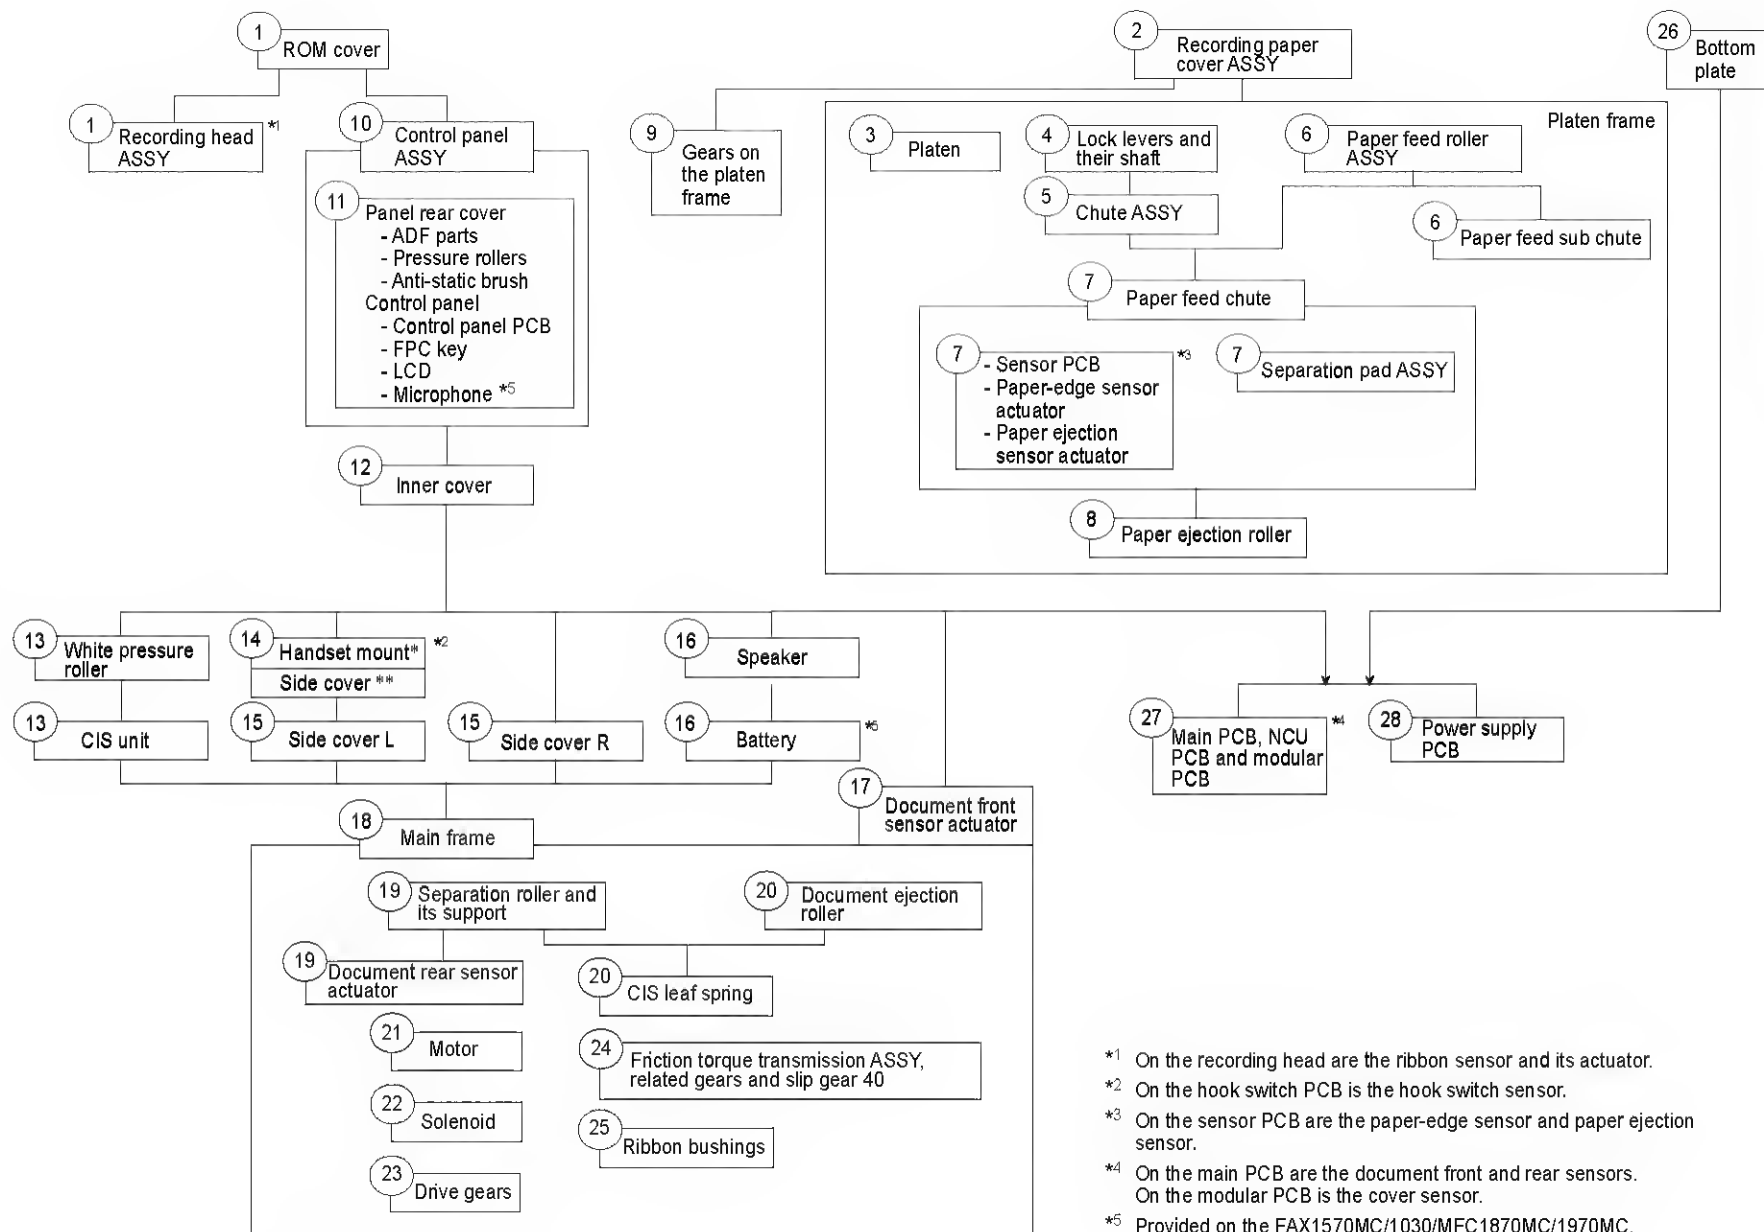 1
ROM cover
1
Recording head
ASSY
*1
10
Control panel
ASSY
11
Panel rear cover
- ADF parts
- Pressure rollers
- Anti-static brush
Control panel
- Control panel PCB
- FPC key
- LCD
- Microphone *5
12
Inner cover
2
Recording paper
cover ASSY
9
Gears on
the platen
frame
Platen frame
3
Platen
4
Lock levers and
their shaft
5
Chute ASSY
6
Paper feed roller
ASSY
6
Paper feed sub chute
7
Paper feed chute
7
- Sensor PCB
- Paper-edge sensor
actuator
- Paper ejection
sensor actuator
*3
7
Separation pad ASSY
8
Paper ejection roller
26
Bottom
plate
13
White pressure
roller
13
CIS unit
14
Handset mount*
*2
Side cover **
15
Side cover L
15
Side cover R
16
Speaker
16
Battery
*5
17
Document front
sensor actuator
27
Main PCB, NCU
PCB and modular
PCB
*4
28
Power supply
PCB
18
Main frame
19
Separation roller and
its support
19
Document rear sensor
actuator
20
Document ejection
roller
20
CIS leaf spring
21
Motor
22
Solenoid
23
Drive gears
24
Friction torque transmission ASSY,
related gears and slip gear 40
25
Ribbon bushings
*1 On the recording head are the ribbon sensor and its actuator.
*2 On the hook switch PCB is the hook switch sensor.
*3 On the sensor PCB are the paper-edge sensor and paper ejection
sensor.
*4 On the main PCB are the document front and rear sensors.
On the modular PCB is the cover sensor.
*5 Provided on the FAX1570MC/1030/MFC1870MC/1970MC.